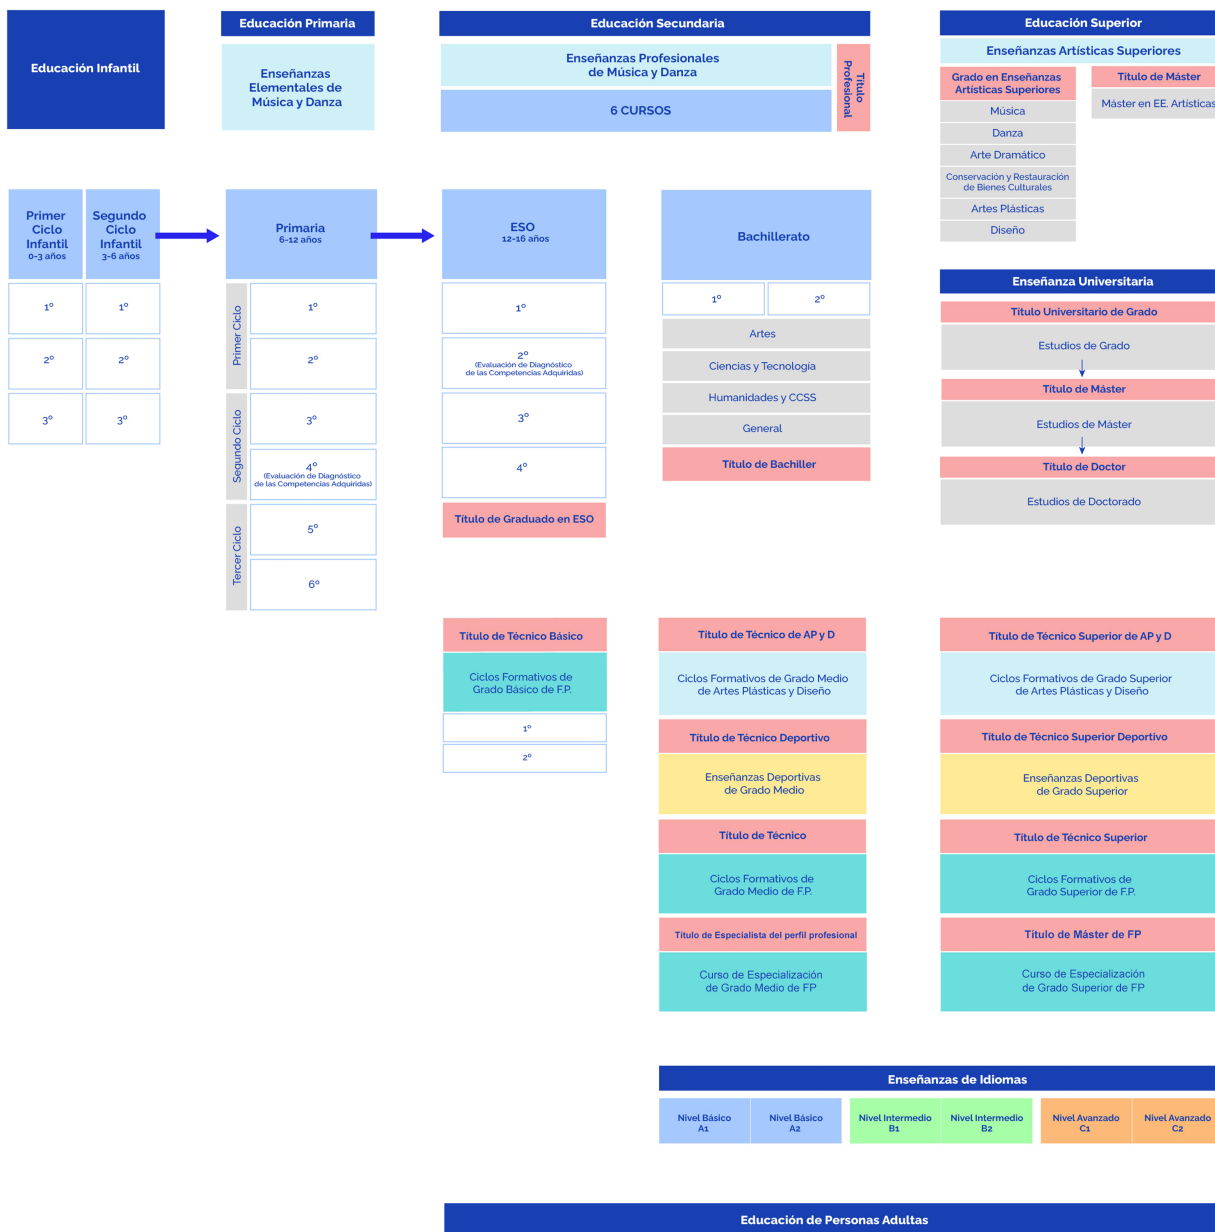 Educación Infantil
Educación Primaria
Enseñanzas
Elementales de
Música y Danza
Educación Secundaria
Enseñanzas Profesionales
de Música y Danza
6 CURSOS
Título
Profesional
Educación Superior
Enseñanzas Artísticas Superiores
Grado en Enseñanzas
Artísticas Superiores
Música
Danza
Arte Dramático
Conservación y Restauración
de Bienes Culturales
Artes Plásticas
Diseño
Título de Máster
Máster en EE. Artísticas
Primer
Ciclo
Infantil
0-3 años
1º
2º
3º
Segundo
Ciclo
Infantil
3-6 años
1º
2º
3º
Primaria
6-12 años
Primer Ciclo
1º
2º
Segundo Ciclo
3º
4º
(Evaluación de Diagnóstico
de las Competencias Adquiridas)
Tercer Ciclo
5º
6º
ESO
12-16 años
1º
2º
(Evaluación de Diagnóstico
de las Competencias Adquiridas)
3º
4º
Título de Graduado en ESO
Bachillerato
1º
2º
Artes
Ciencias y Tecnología
Humanidades y CCSS
General
Título de Bachiller
Enseñanza Universitaria
Título Universitario de Grado
Estudios de Grado
Título de Máster
Estudios de Máster
Título de Doctor
Estudios de Doctorado
Título de Técnico Básico
Ciclos Formativos de
Grado Básico de F.P.
1º
2º
Título de Técnico de AP y D
Ciclos Formativos de Grado Medio
de Artes Plásticas y Diseño
Título de Técnico Deportivo
Enseñanzas Deportivas
de Grado Medio
Título de Técnico
Ciclos Formativos de
Grado Medio de F.P.
Título de Especialista del perfil profesional
Curso de Especialización
de Grado Medio de FP
Título de Técnico Superior de AP y D
Ciclos Formativos de Grado Superior
de Artes Plásticas y Diseño
Título de Técnico Superior Deportivo
Enseñanzas Deportivas
de Grado Superior
Título de Técnico Superior
Ciclos Formativos de
Grado Superior de F.P.
Título de Máster de FP
Curso de Especialización
de Grado Superior de FP
Enseñanzas de Idiomas
Nivel Básico
A1
Nivel Básico
A2
Nivel Intermedio
B1
Nivel Intermedio
B2
Nivel Avanzado
C1
Nivel Avanzado
C2
Educación de Personas Adultas